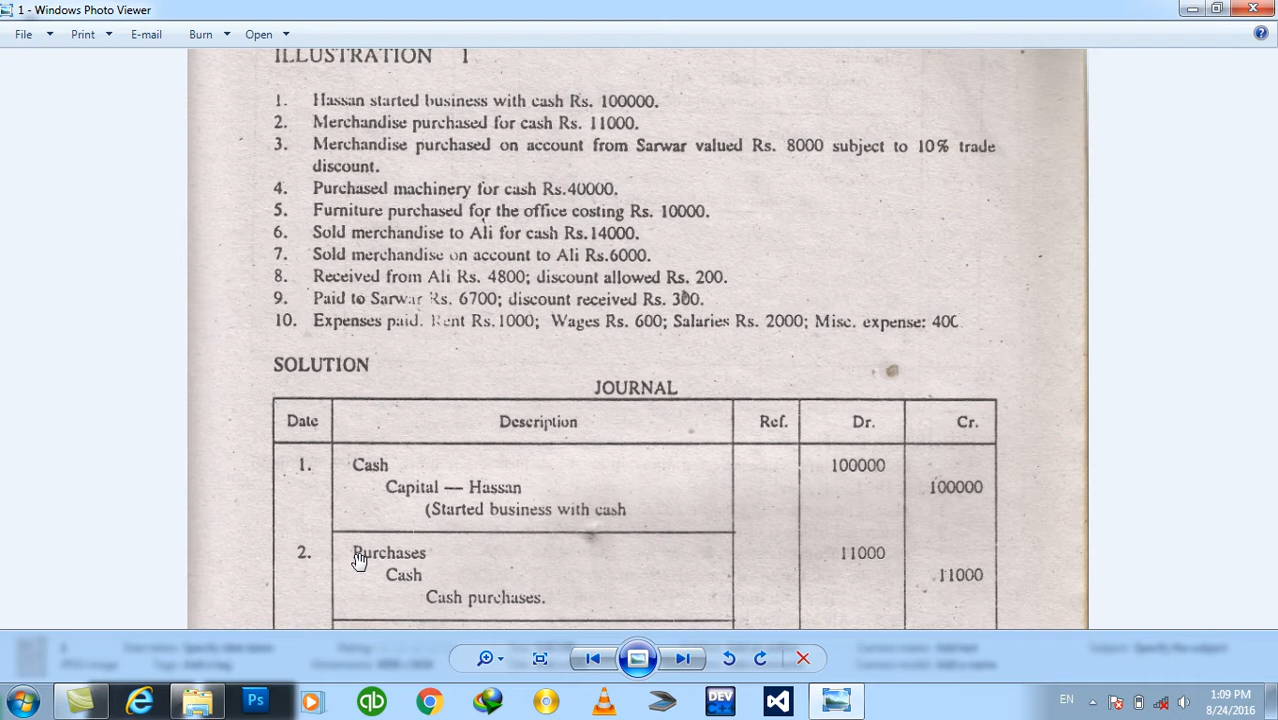 1 - Windows Photo Viewer
File Print E-mail Burn Open
ILLUSTRATION 1
1. Hassan started business with cash Rs. 100000.
2. Merchandise purchased for cash Rs. 11000.
3. Merchandise purchased on account from Sarwar valued Rs. 8000 subject to 10% trade
discount.
4. Purchased machinery for cash Rs.40000.
5. Furniture purchased for the office costing Rs. 10000.
6. Sold merchandise to Ali for cash Rs.14000.
7. Sold merchandise on account to Ali Rs.6000.
8. Received from Ali Rs. 4800; discount allowed Rs. 200.
9. Paid to Sarwar Rs. 6700; discount received Rs. 300.
10. Expenses paid. Rent Rs.1000; Wages Rs. 600; Salaries Rs. 2000; Misc. expense: 400
SOLUTION
JOURNAL
Date Description Ref. Dr. Cr.
1. Cash 100000
Capital — Hassan 100000
(Started business with cash
2. Purchases 11000
Cash 11000
Cash purchases.
Ps DEV EN 1:09 PM
8/24/2016